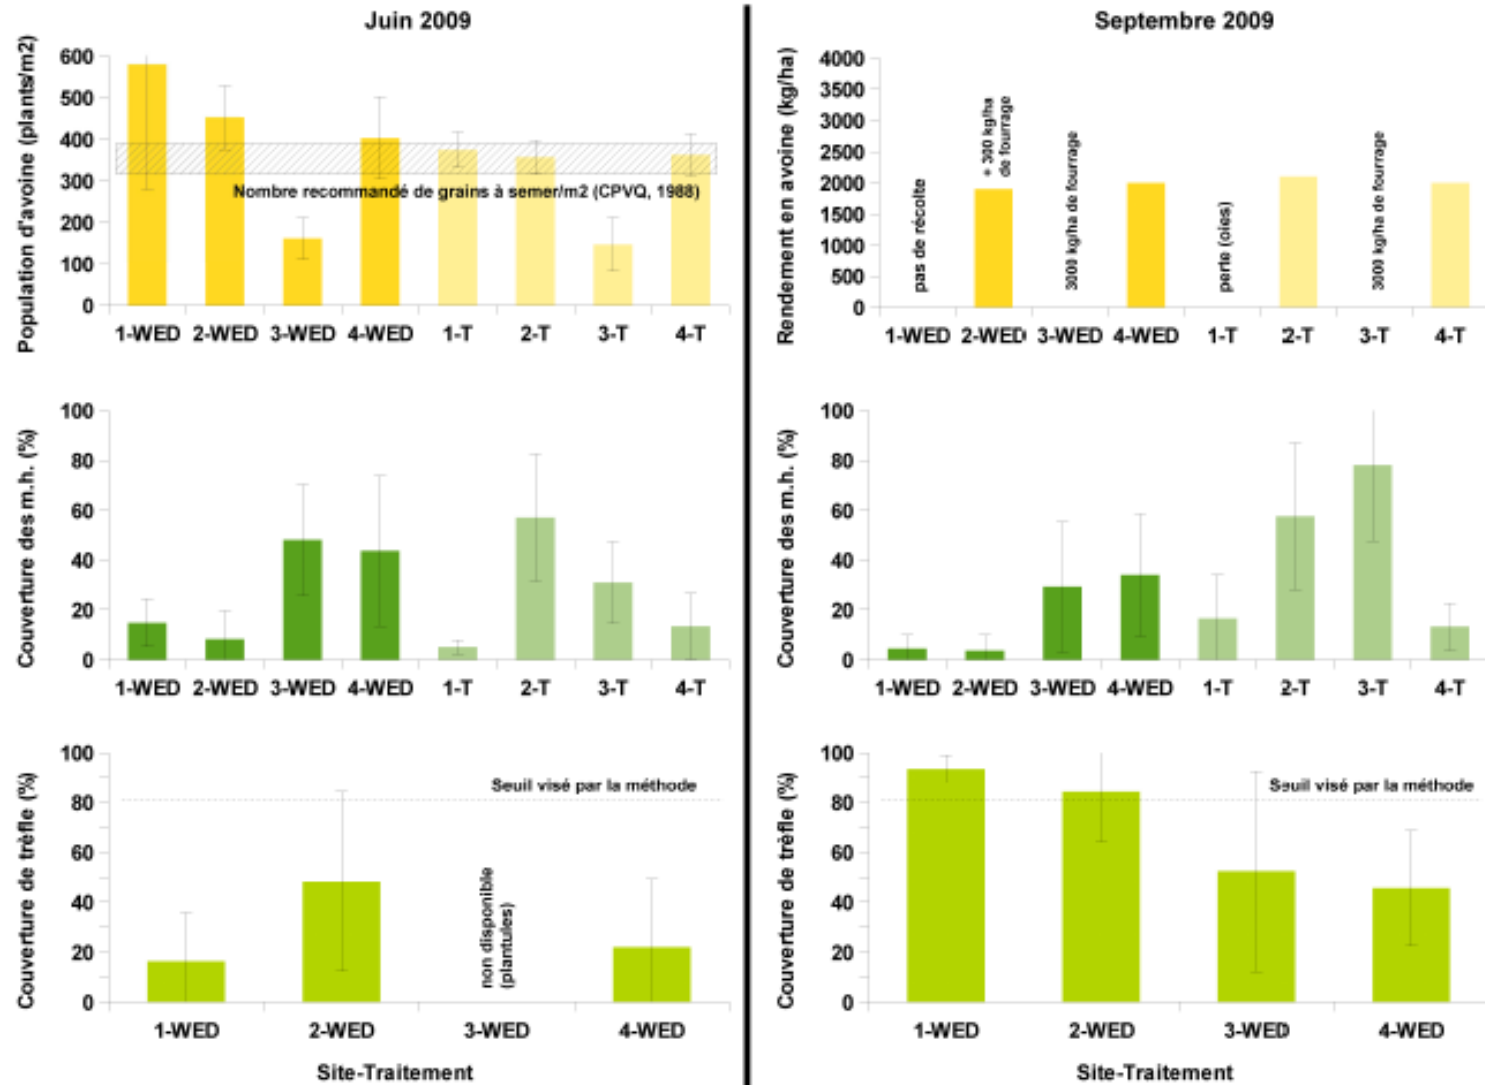 Juin 2009
Population d'avoine (plants/m2)
600
500
400
300
200
100
0
Nombre recommandé de grains à semer/m2 (CPVQ, 1988)
1-WED 2-WED 3-WED 4-WED 1-T 2-T 3-T 4-T
Couverture des m.h. (%)
100
80
60
40
20
0
1-WED 2-WED 3-WED 4-WED 1-T 2-T 3-T 4-T
Couverture de trèfle (%)
100
80
60
40
20
0
Seuil visé par la méthode
non disponible
(plantules)
1-WED 2-WED 3-WED 4-WED
Site-Traitement
Septembre 2009
Rendement en avoine (kg/ha)
4000
3500
3000
2500
2000
1500
1000
500
0
pas de récolte
+ 300 kg/ha
de fourrage
3000 kg/ha de fourrage
perte (oies)
3000 kg/ha de fourrage
1-WED 2-WED 3-WED 4-WED 1-T 2-T 3-T 4-T
Couverture des m.h. (%)
100
80
60
40
20
0
1-WED 2-WED 3-WED 4-WED 1-T 2-T 3-T 4-T
Couverture de trèfle (%)
100
80
60
40
20
0
Seuil visé par la méthode
1-WED 2-WED 3-WED 4-WED
Site-Traitement